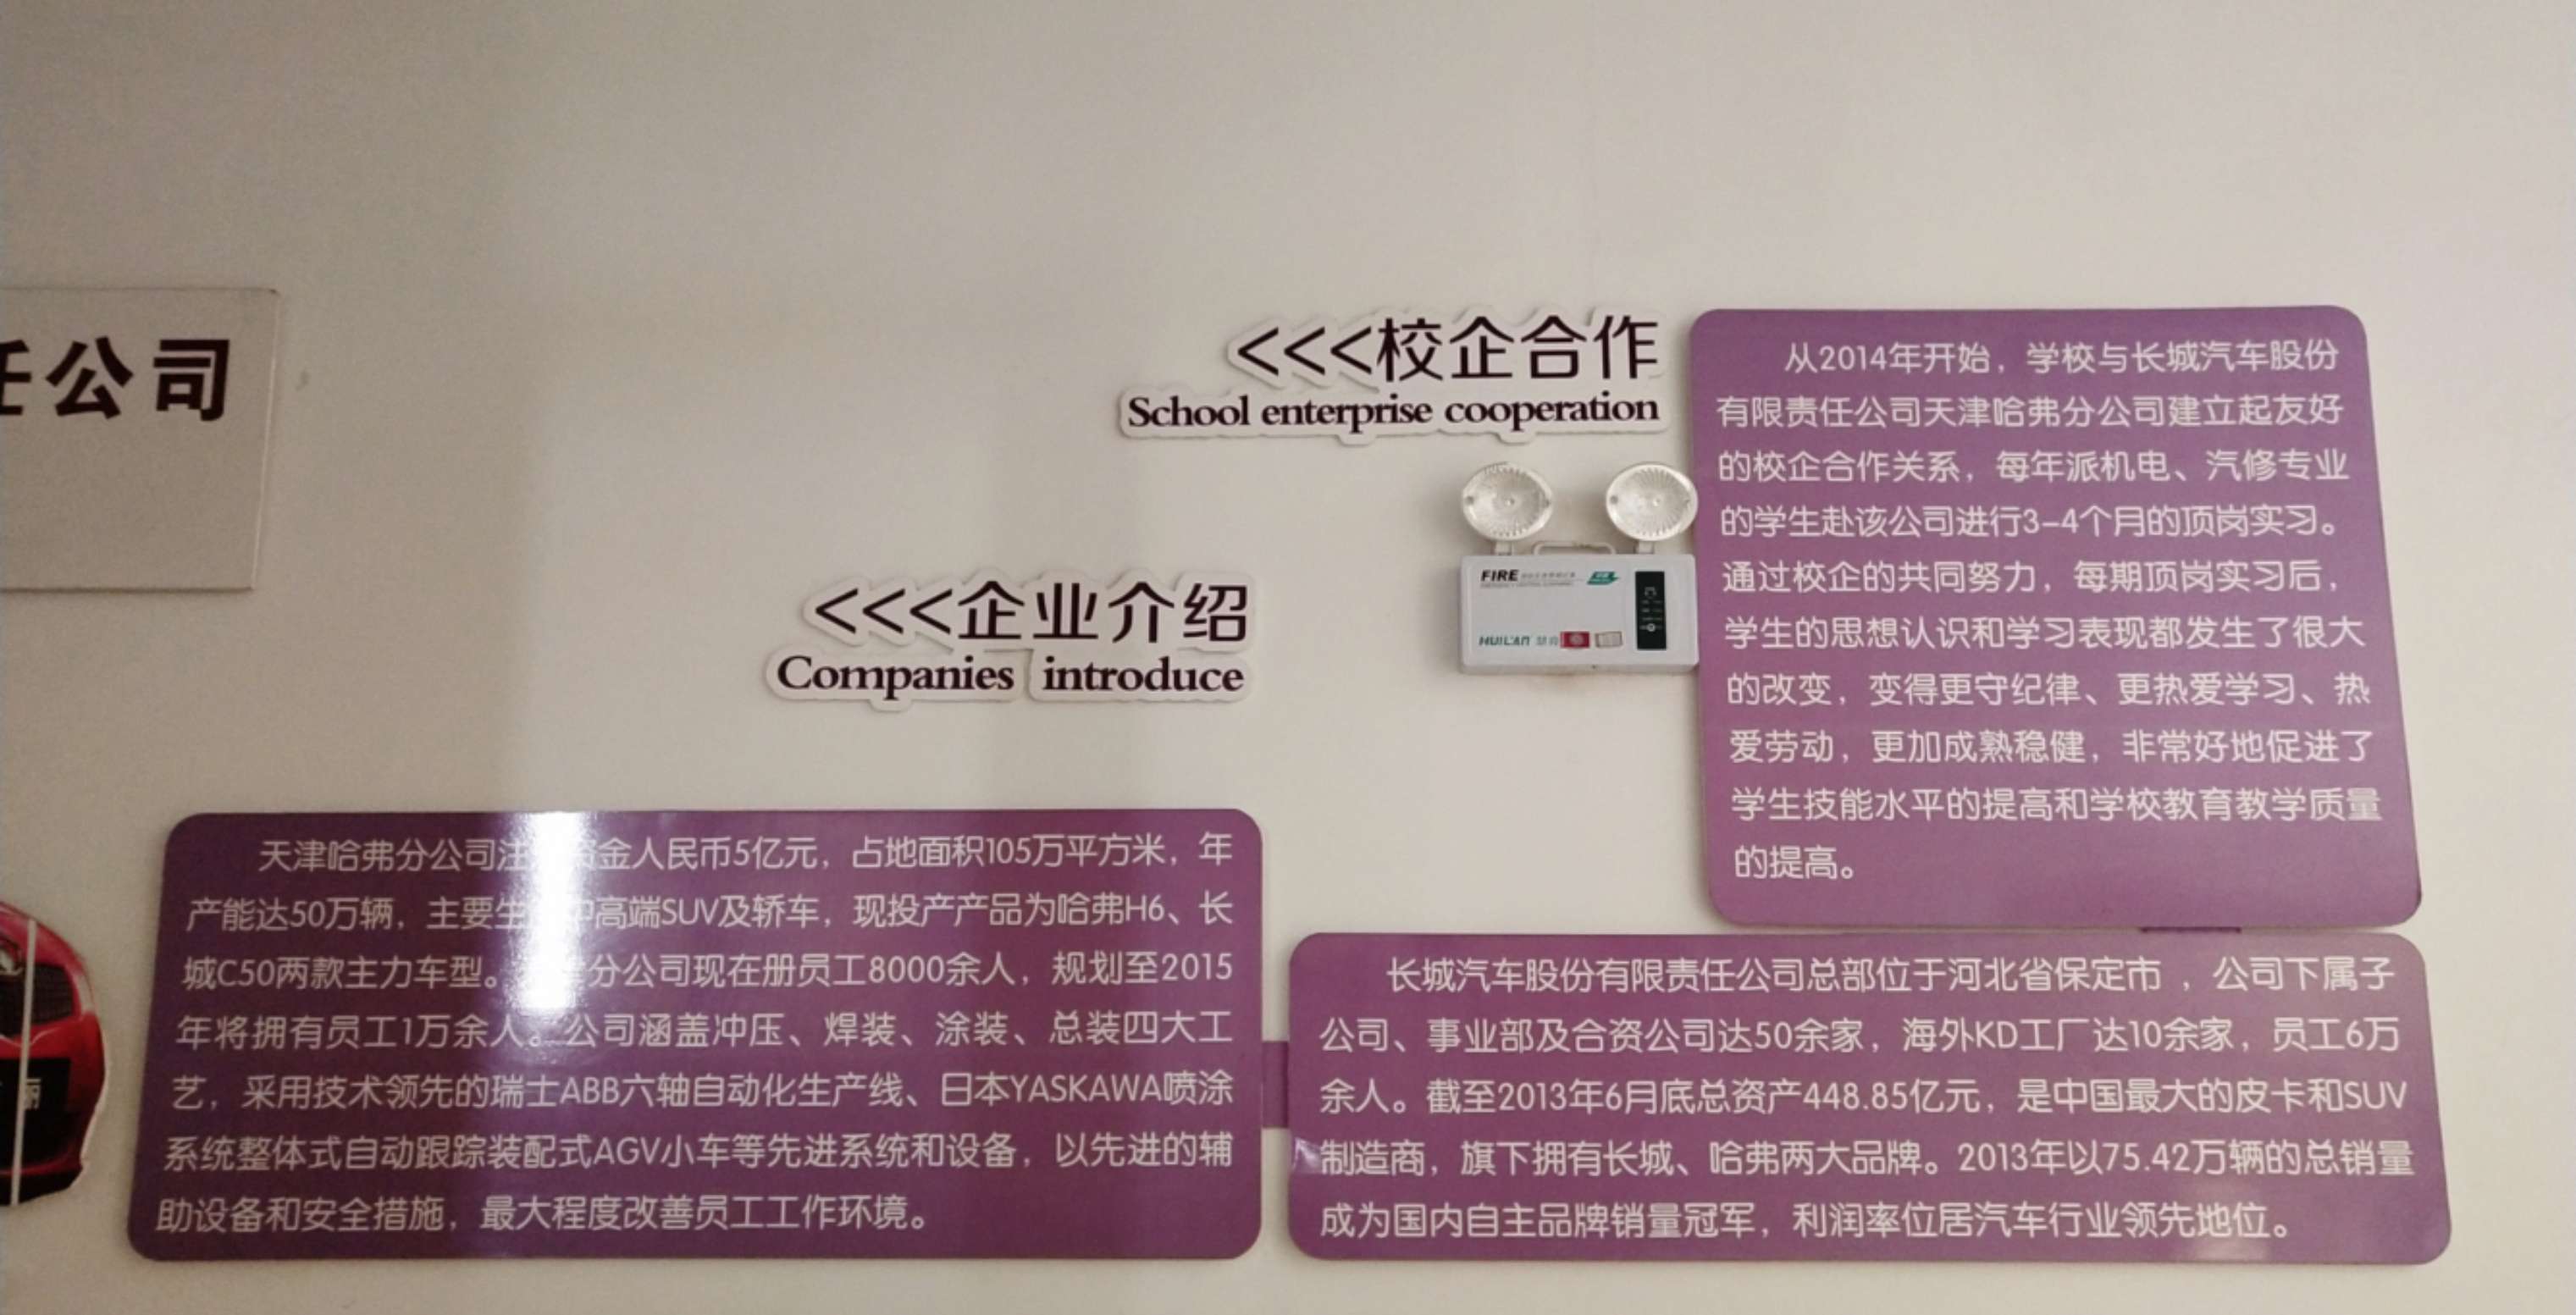 任公司
<<<校企合作
School enterprise cooperation
从2014年开始，学校与长城汽车股份
有限责任公司天津哈弗分公司建立起友好
的校企合作关系，每年派机电、汽修专业
的学生赴该公司进行3-4个月的顶岗实习。
通过校企的共同努力，每期顶岗实习后，
学生的思想认识和学习表现都发生了很大
的改变，变得更守纪律、更热爱学习、热
爱劳动，更加成熟稳健，非常好地促进了
学生技能水平的提高和学校教育教学质量
的提高。
FIRE
HUILAN
<<<企业介绍
Companies introduce
天津哈弗分公司注 金人民币5亿元，占地面积105万平方米，年
产能达50万辆，主要生 高端SUV及轿车，现投产产品为哈弗H6、长
城C50两款主力车型。 分公司现在册员工8000余人，规划至2015
年将拥有员工1万余人。公司涵盖冲压、焊装、涂装、总装四大工
艺，采用技术领先的瑞士ABB六轴自动化生产线、日本YASKAWA喷涂
系统整体式自动跟踪装配式AGV小车等先进系统和设备，以先进的辅
助设备和安全措施，最大程度改善员工工作环境。
长城汽车股份有限责任公司总部位于河北省保定市 ，公司下属子
公司、事业部及合资公司达50余家，海外KD工厂达10余家，员工6万
余人。截至2013年6月底总资产448.85亿元，是中国最大的皮卡和SUV
制造商，旗下拥有长城、哈弗两大品牌。2013年以75.42万辆的总销量
成为国内自主品牌销量冠军，利润率位居汽车行业领先地位。